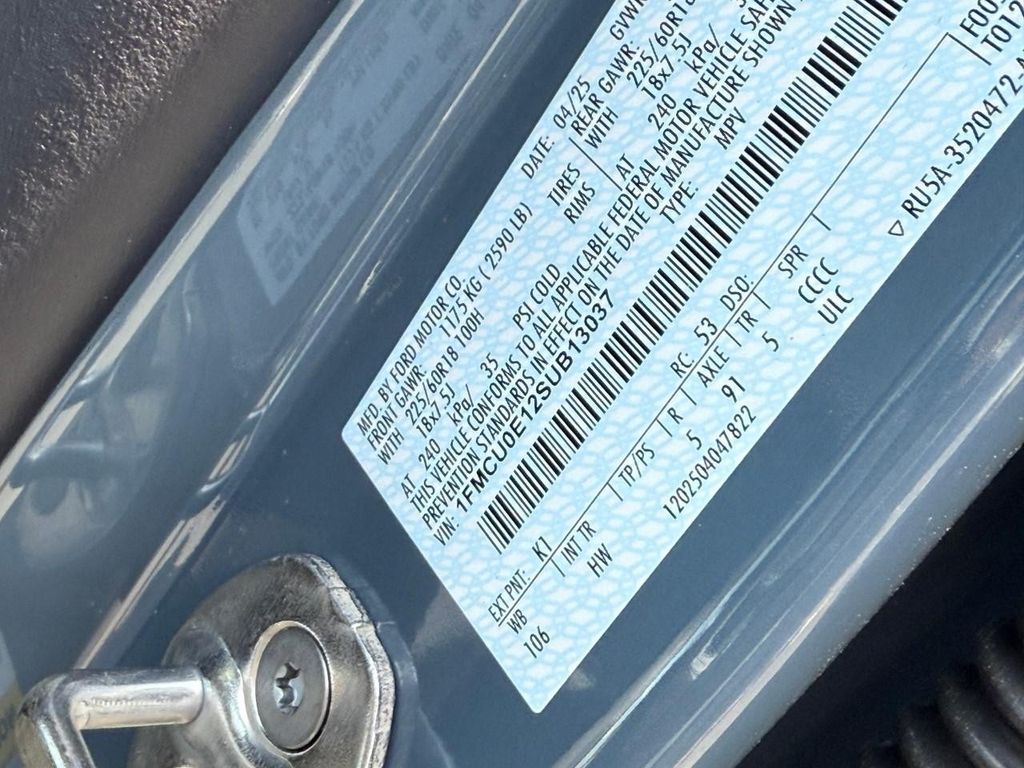 MFD. BY FORD MOTOR CO.
DATE: 04/25
FRONT GAWR: 1175 KG ( 2590 LB)
REAR GAWR
WITH 225/60R18 100H TIRES WITH 225/60R18
18x7.5J RIMS 18x7.5J
AT 240 kPa/ 35 PSI COLD AT 240 kPa/
THIS VEHICLE CONFORMS TO ALL APPLICABLE FEDERAL MOTOR VEHICLE
PREVENTION STANDARDS IN EFFECT ON THE DATE OF MANUFACTURE SHOWN
VIN: 1FMCU0E12SUB13037 TYPE: MPV
EXT PNT: K1 RC: 53 DSO:
WB INT TR TP/PS R AXLE TR SPR
106 HW 5 91 5 CCCC
1202504047822 ULC
▽ RU5A-3520472-A